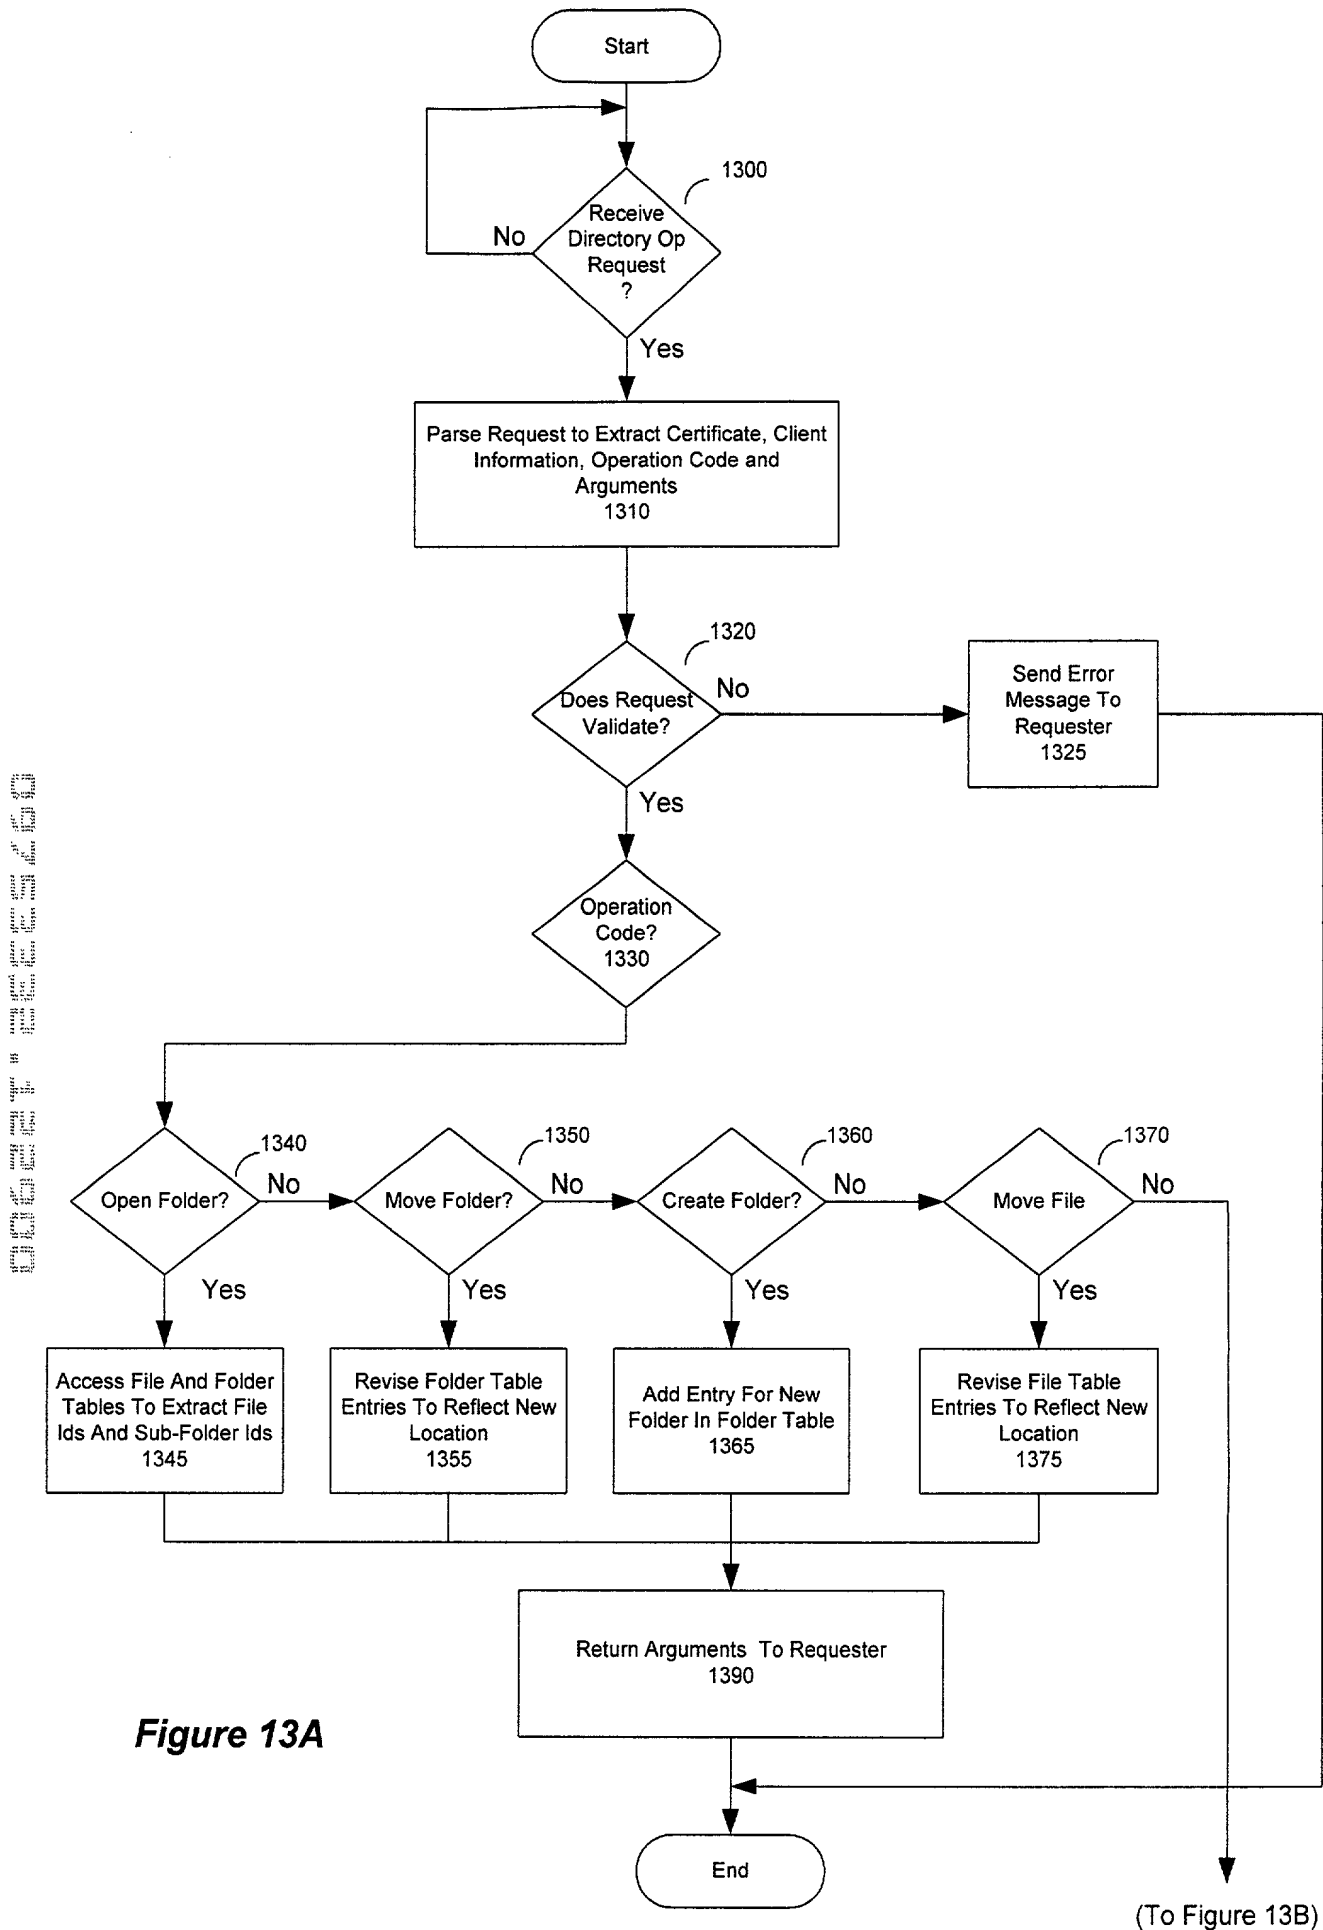 Start
1300
Receive
Directory Op
Request
?
No
Yes
Parse Request to Extract Certificate, Client
Information, Operation Code and
Arguments
1310
1320
Does Request
Validate?
No
Send Error
Message To
Requester
1325
Yes
Operation
Code?
1330
1340
Open Folder?
No
1350
Move Folder?
No
1360
Create Folder?
No
1370
Move File
No
Yes
Yes
Yes
Yes
Access File And Folder
Tables To Extract File
Ids And Sub-Folder Ids
1345
Revise Folder Table
Entries To Reflect New
Location
1355
Add Entry For New
Folder In Folder Table
1365
Revise File Table
Entries To Reflect New
Location
1375
Return Arguments To Requester
1390
Figure 13A
End
(To Figure 13B)